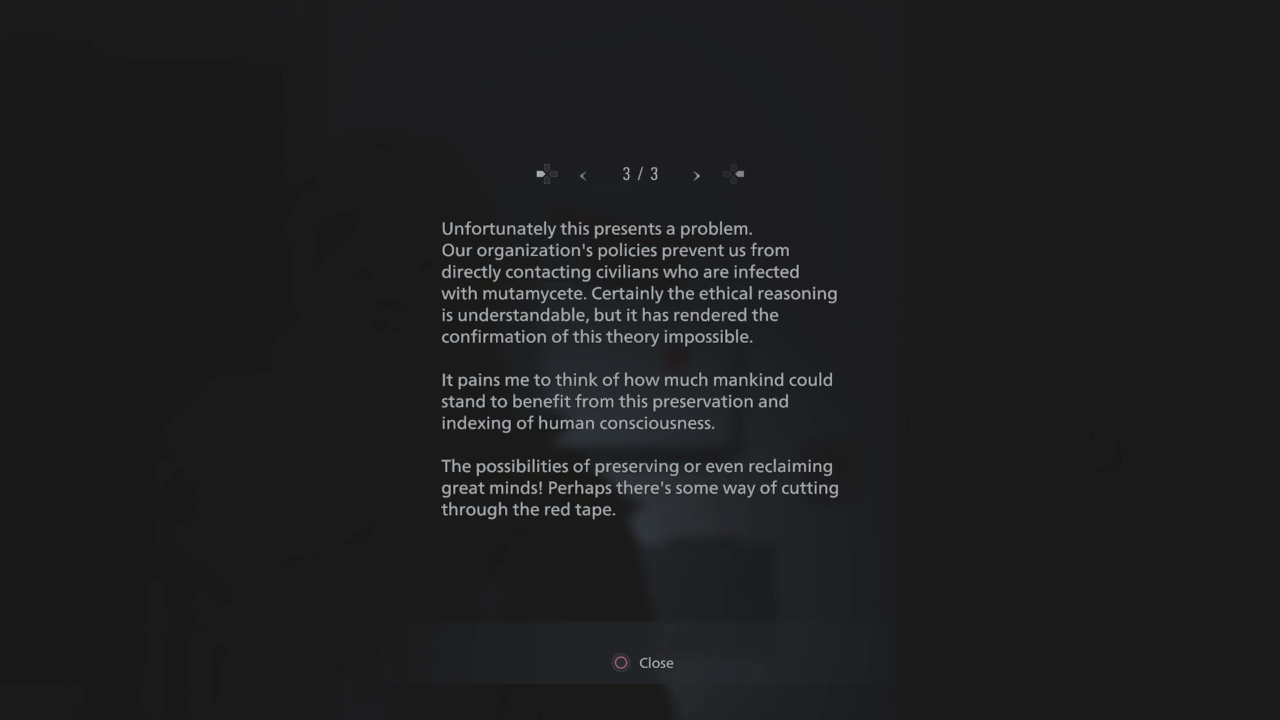 < 3 / 3 >
Unfortunately this presents a problem.
Our organization's policies prevent us from
directly contacting civilians who are infected
with mutamycete. Certainly the ethical reasoning
is understandable, but it has rendered the
confirmation of this theory impossible.
It pains me to think of how much mankind could
stand to benefit from this preservation and
indexing of human consciousness.
The possibilities of preserving or even reclaiming
great minds! Perhaps there's some way of cutting
through the red tape.
Close